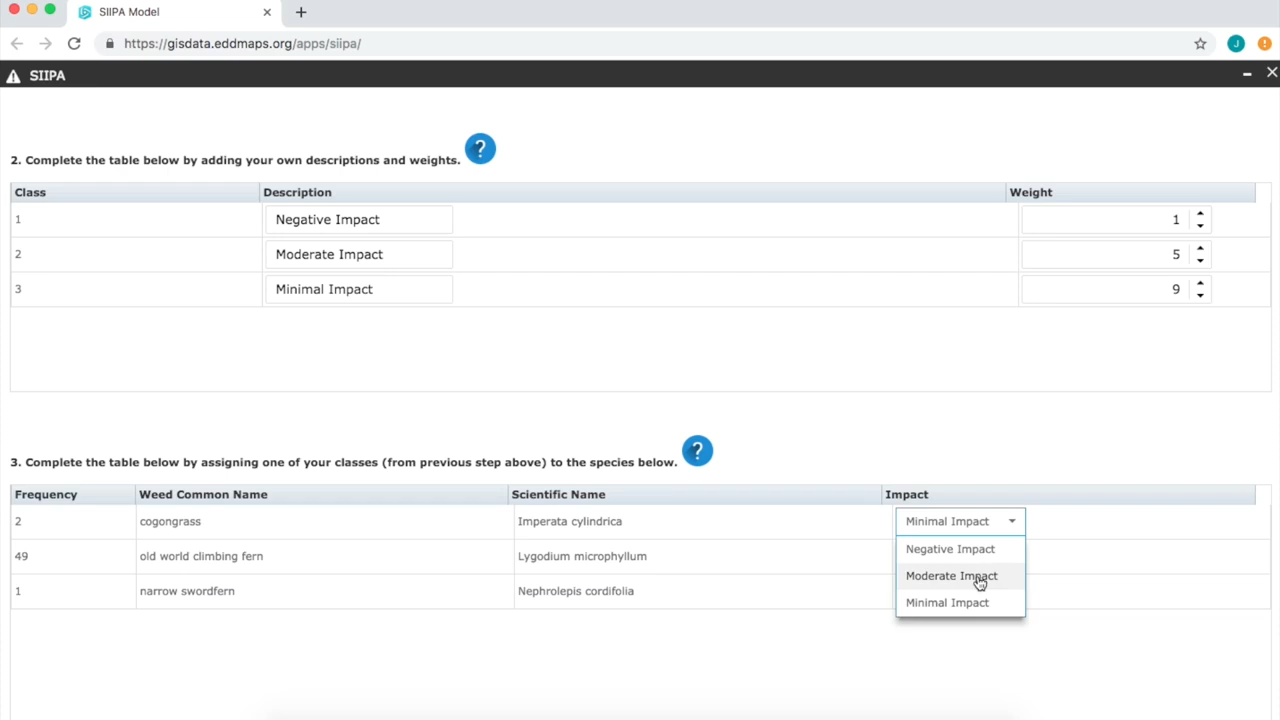 SIIPA Model
https://gisdata.eddmaps.org/apps/siipa/
J
SIIPA
2. Complete the table below by adding your own descriptions and weights. ?
Class Description Weight
1 Negative Impact 1
2 Moderate Impact 5
3 Minimal Impact 9
3. Complete the table below by assigning one of your classes (from previous step above) to the species below. ?
Frequency Weed Common Name Scientific Name Impact
2 cogongrass Imperata cylindrica Minimal Impact
Negative Impact
49 old world climbing fern Lygodium microphyllum
Moderate Impact
1 narrow swordfern Nephrolepis cordifolia
Minimal Impact